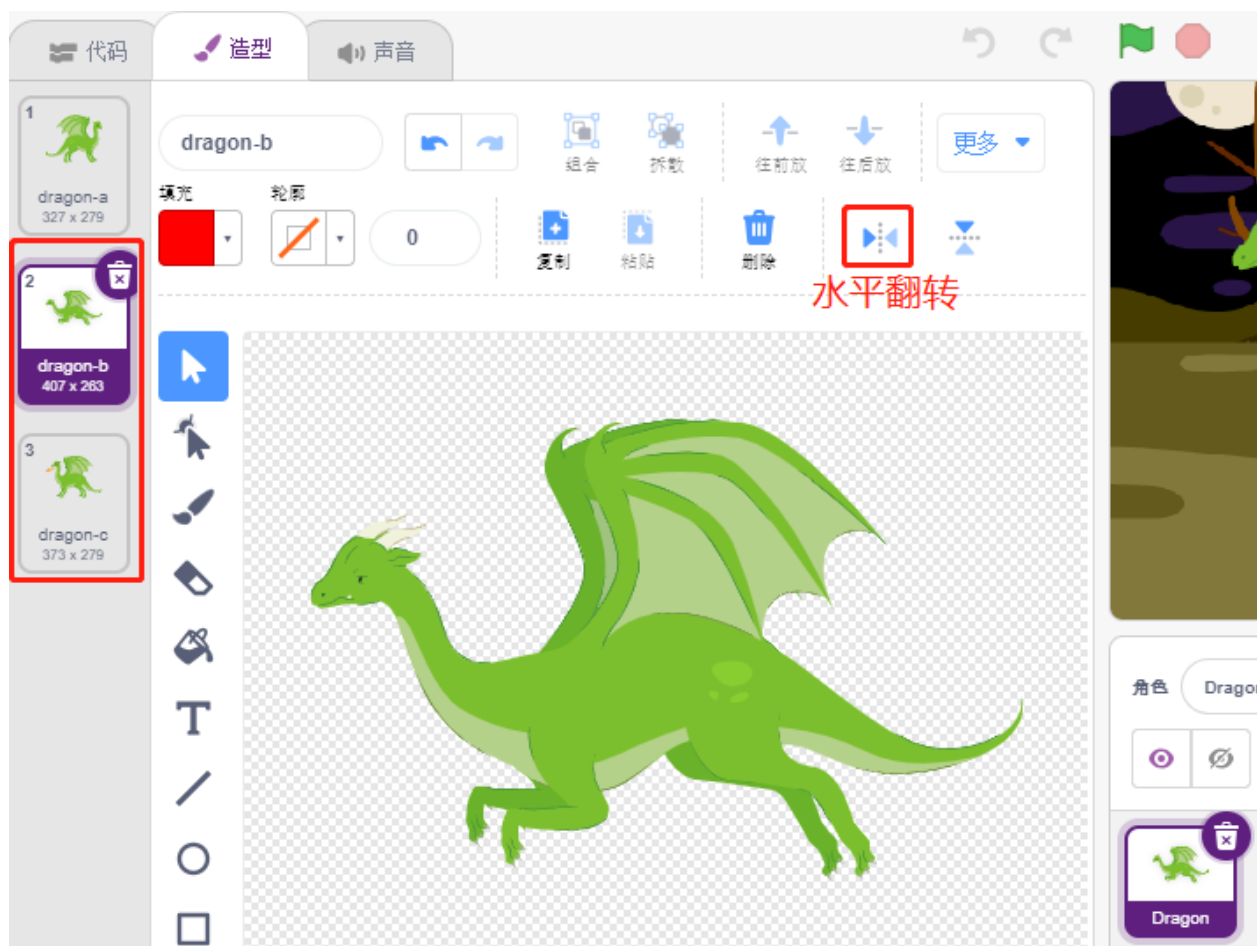 代码
造型
声音
1
dragon-a
327 x 279
2
dragon-b
407 x 263
3
dragon-c
373 x 279
dragon-b
组合
拆散
往前放
往后放
更多
填充
轮廓
0
复制
粘贴
删除
水平翻转
T
角色
Dragon
Dragon